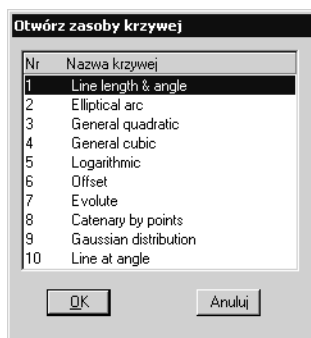 Otwórz zasoby krzywej
Nr Nazwa krzywej
1 Line length & angle
2 Elliptical arc
3 General quadratic
4 General cubic
5 Logarithmic
6 Offset
7 Evolute
8 Catenary by points
9 Gaussian distribution
10 Line at angle
OK Anuluj